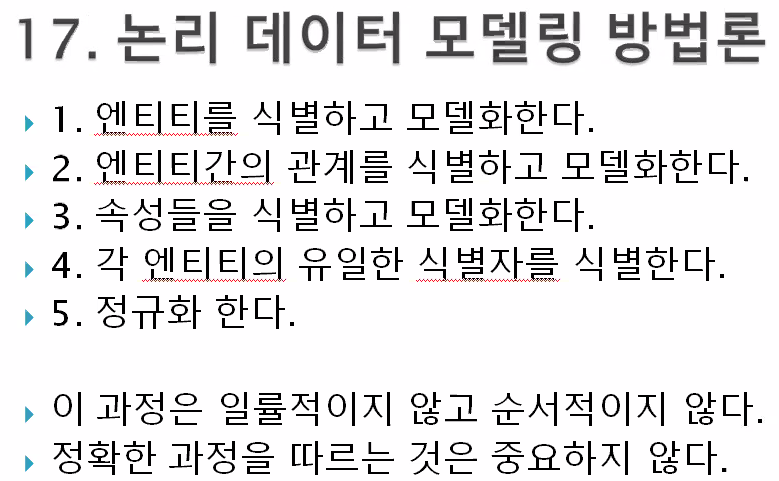 17. 논리 데이터 모델링 방법론
1. 엔티티를 식별하고 모델화한다.
2. 엔티티간의 관계를 식별하고 모델화한다.
3. 속성들을 식별하고 모델화한다.
4. 각 엔티티의 유일한 식별자를 식별한다.
5. 정규화 한다.
이 과정은 일률적이지 않고 순서적이지 않다.
정확한 과정을 따르는 것은 중요하지 않다.